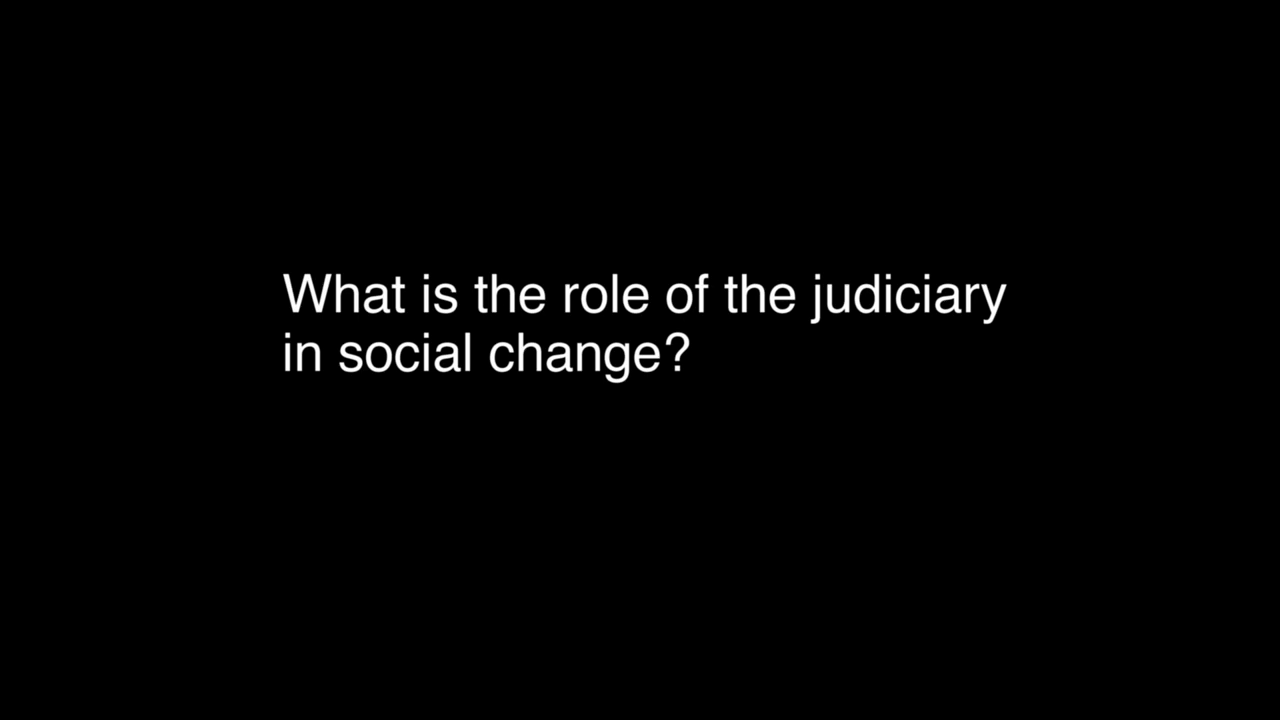 What is the role of the judiciary
in social change?